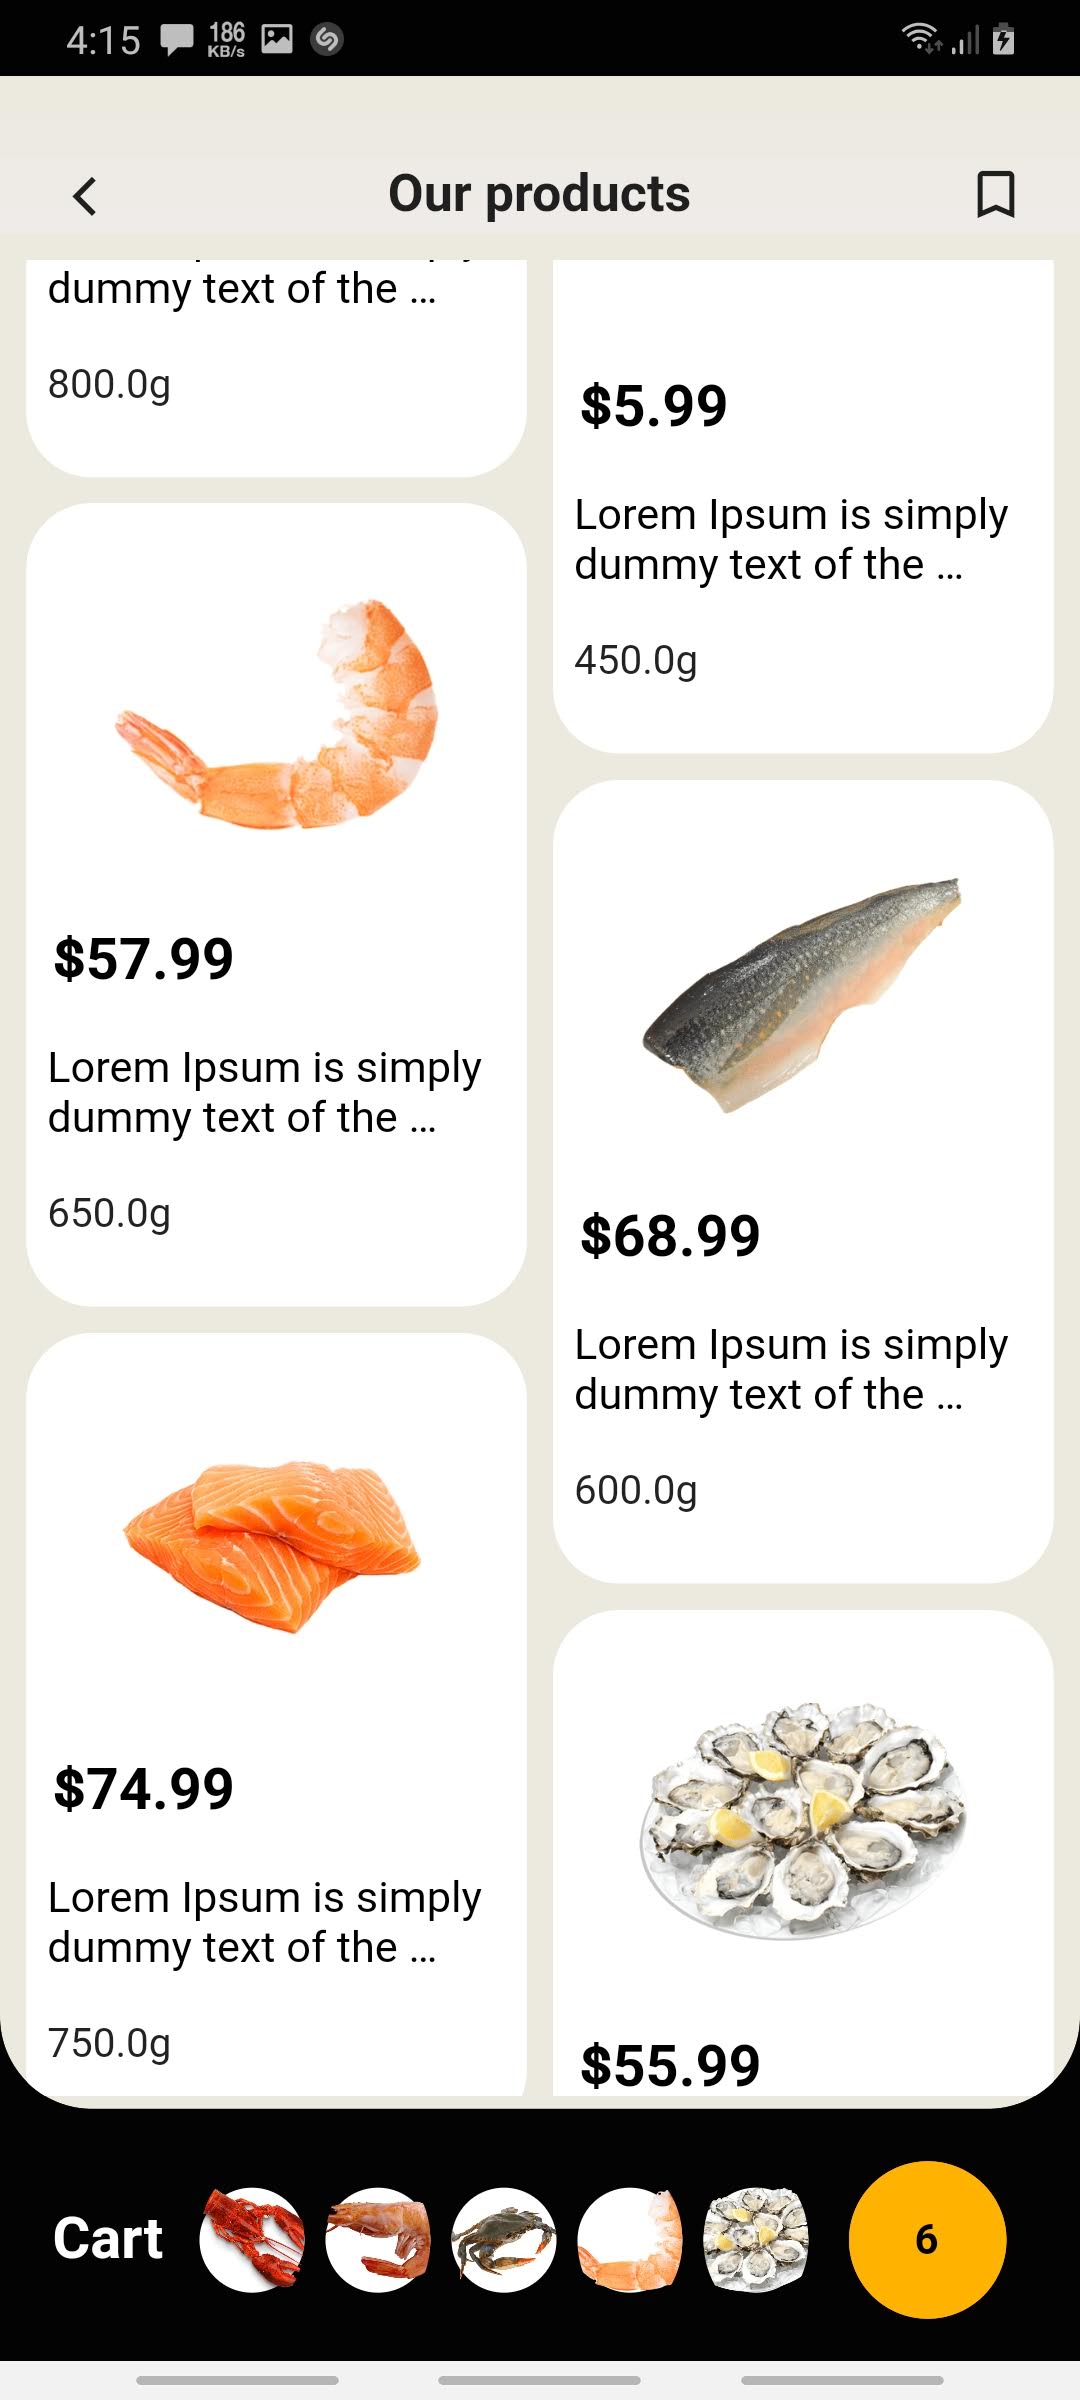 4:15
186
KB/s
Our products
dummy text of the ...
800.0g
$5.99
Lorem Ipsum is simply
dummy text of the ...
450.0g
$57.99
Lorem Ipsum is simply
dummy text of the ...
650.0g
$68.99
Lorem Ipsum is simply
dummy text of the ...
600.0g
$74.99
Lorem Ipsum is simply
dummy text of the ...
750.0g
$55.99
Cart
6